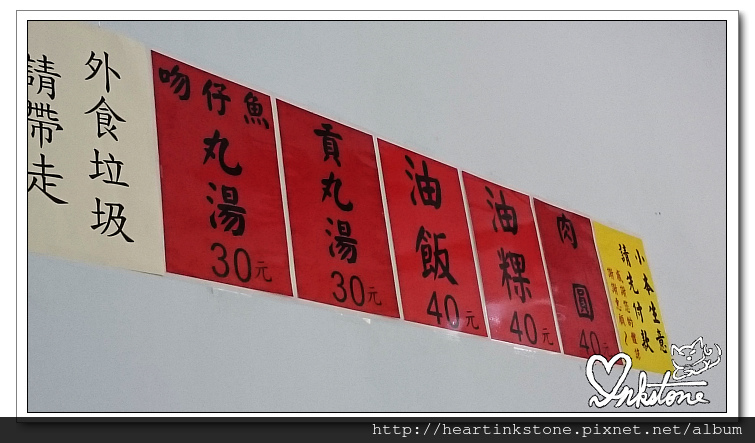 外食垃圾
請帶走
吻仔魚
丸湯
30元
貢丸湯
30元
油飯
40元
油粿
40元
肉圓
40元
小本生意
請先付款
Inkstone
http://heartinkstone.pixnet.net/album